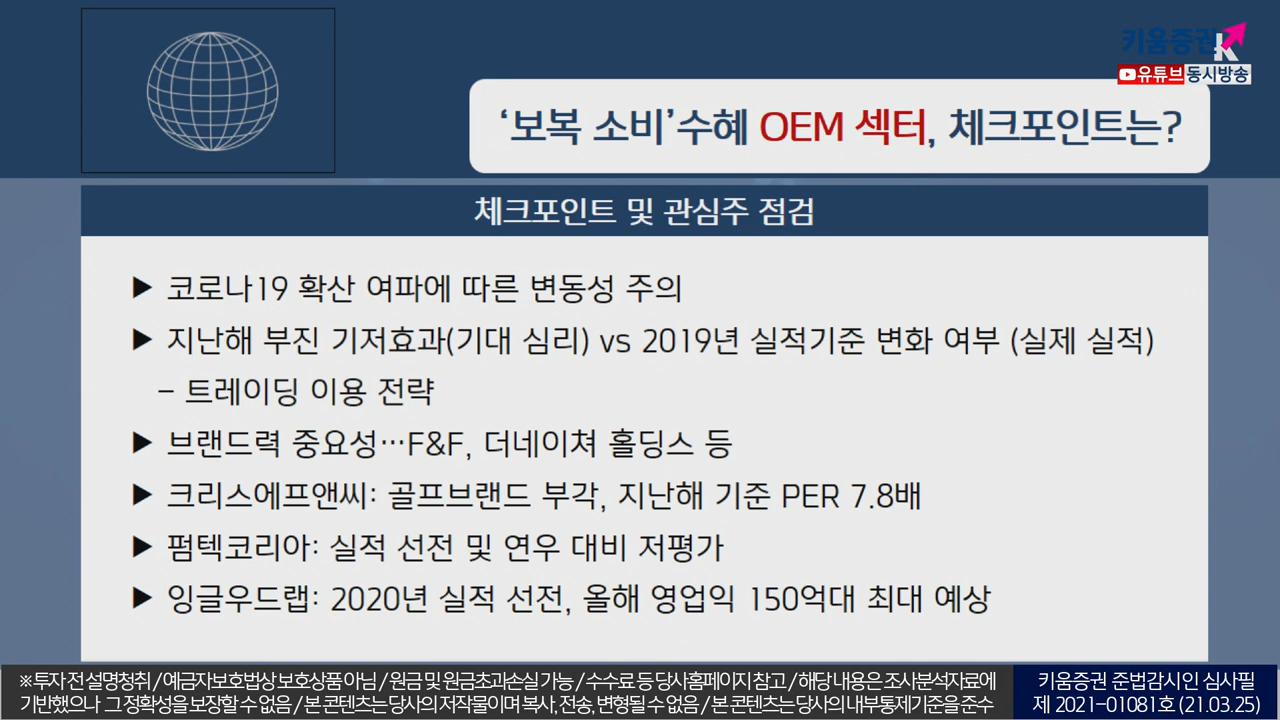 키움증권
유튜브동시방송
‘보복 소비’수혜 OEM 섹터, 체크포인트는?
체크포인트 및 관심주 점검
▶ 코로나19 확산 여파에 따른 변동성 주의
▶ 지난해 부진 기저효과(기대 심리) vs 2019년 실적기준 변화 여부 (실제 실적)
– 트레이딩 이용 전략
▶ 브랜드력 중요성…F&F, 더네이쳐 홀딩스 등
▶ 크리스에프앤씨: 골프브랜드 부각, 지난해 기준 PER 7.8배
▶ 펌텍코리아: 실적 선전 및 연우 대비 저평가
▶ 잉글우드랩: 2020년 실적 선전, 올해 영업익 150억대 최대 예상
※ 투자 전 설명청취 / 예금자보호법상 보호상품 아님 / 원금 및 원금초과손실 가능 / 수수료 등 당사홈페이지 참고 / 해당 내용은 조사분석자료에
기반했으나 그 정확성을 보장할 수 없음 / 본 콘텐츠는 당사의 저작물이며 복사, 전송, 변형될 수 없음 / 본 콘텐츠는 당사의 내부통제기준을 준수
키움증권 준법감시인 심사필
제 2021-01081호 (21.03.25)